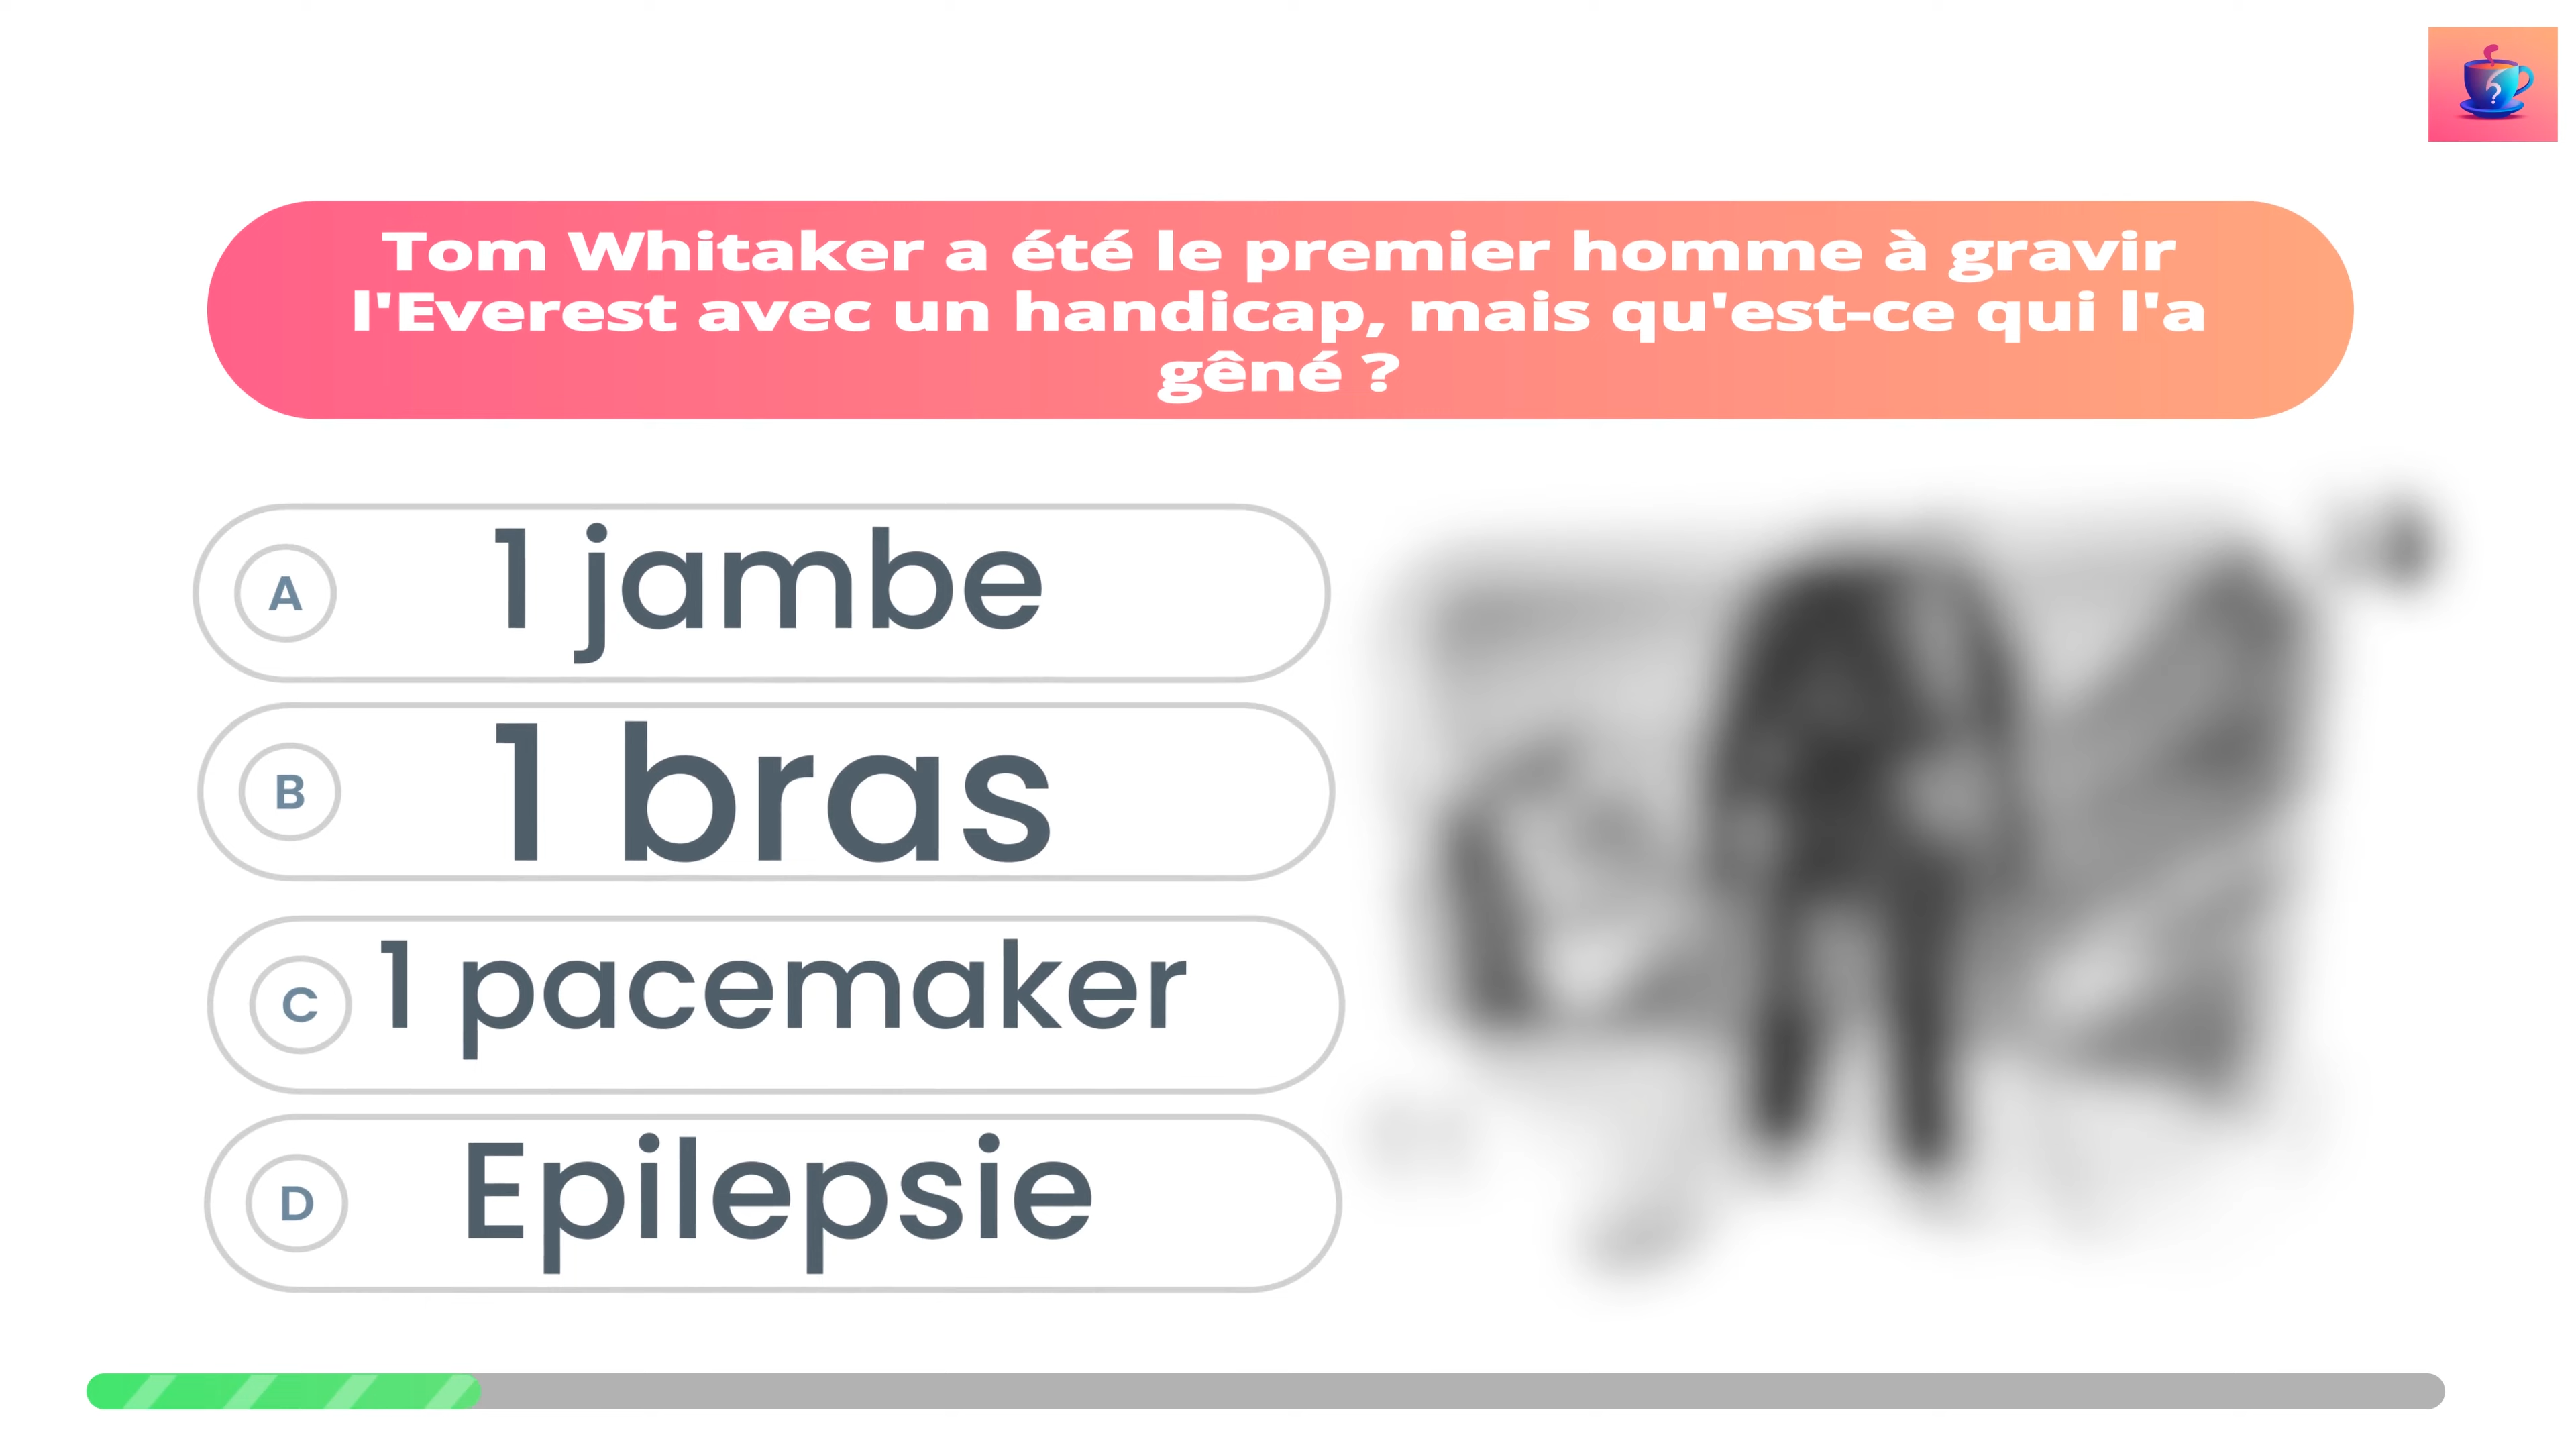 Tom Whitaker a été le premier homme à gravir
l'Everest avec un handicap, mais qu'est-ce qui l'a
gêné ?
A 1 jambe
B 1 bras
C 1 pacemaker
D Epilepsie
?